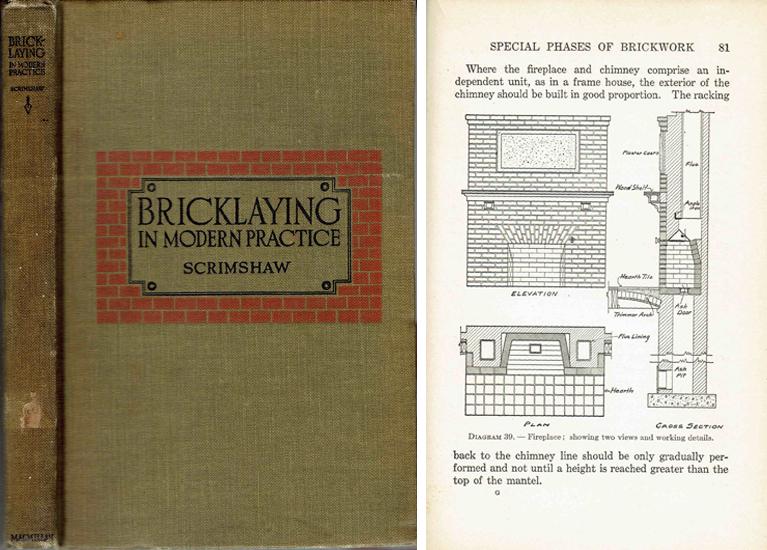 BRICK-
LAYING
IN MODERN
PRACTICE
SCRIMSHAW
MACMILLAN
BRICKLAYING
IN MODERN PRACTICE
SCRIMSHAW
SPECIAL PHASES OF BRICKWORK 81
Where the fireplace and chimney comprise an in-
dependent unit, as in a frame house, the exterior of the
chimney should be built in good proportion. The racking
Plaster Coars
Flue
Wood Shelf
Angle
Hearth Tile
ELEVATION
Trimmer Arch
Ash
Door
Flue Lining
Ash
Pit
Hearth
PLAN
CROSS SECTION
DIAGRAM 39. — Fireplace; showing two views and working details.
back to the chimney line should be only gradually per-
formed and not until a height is reached greater than the
top of the mantel.
G